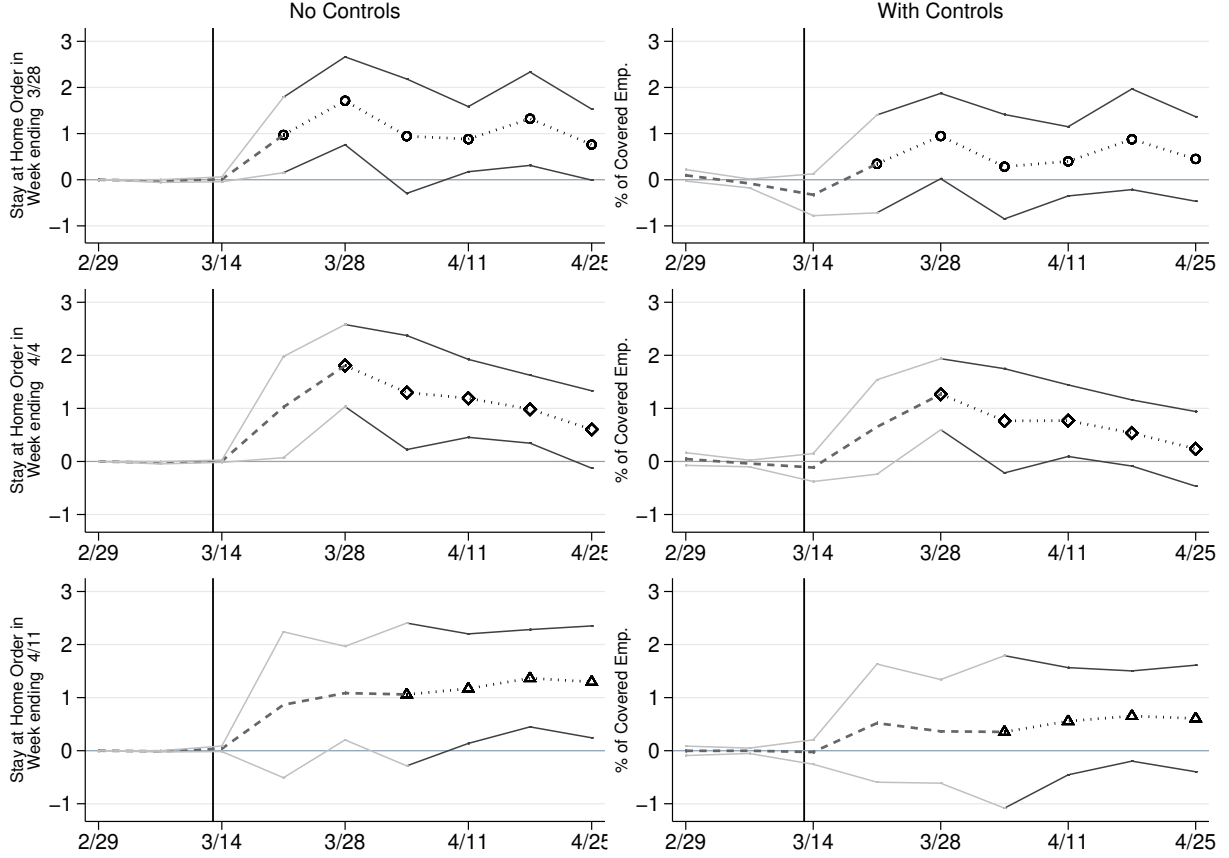 No Controls
With Controls
Stay at Home Order in
Week ending 3/28
3
2
1
0
−1
2/29 3/14 3/28 4/11 4/25
% of Covered Emp.
3
2
1
0
−1
2/29 3/14 3/28 4/11 4/25
Stay at Home Order in
Week ending 4/4
3
2
1
0
−1
2/29 3/14 3/28 4/11 4/25
% of Covered Emp.
3
2
1
0
−1
2/29 3/14 3/28 4/11 4/25
Stay at Home Order in
Week ending 4/11
3
2
1
0
−1
2/29 3/14 3/28 4/11 4/25
% of Covered Emp.
3
2
1
0
−1
2/29 3/14 3/28 4/11 4/25